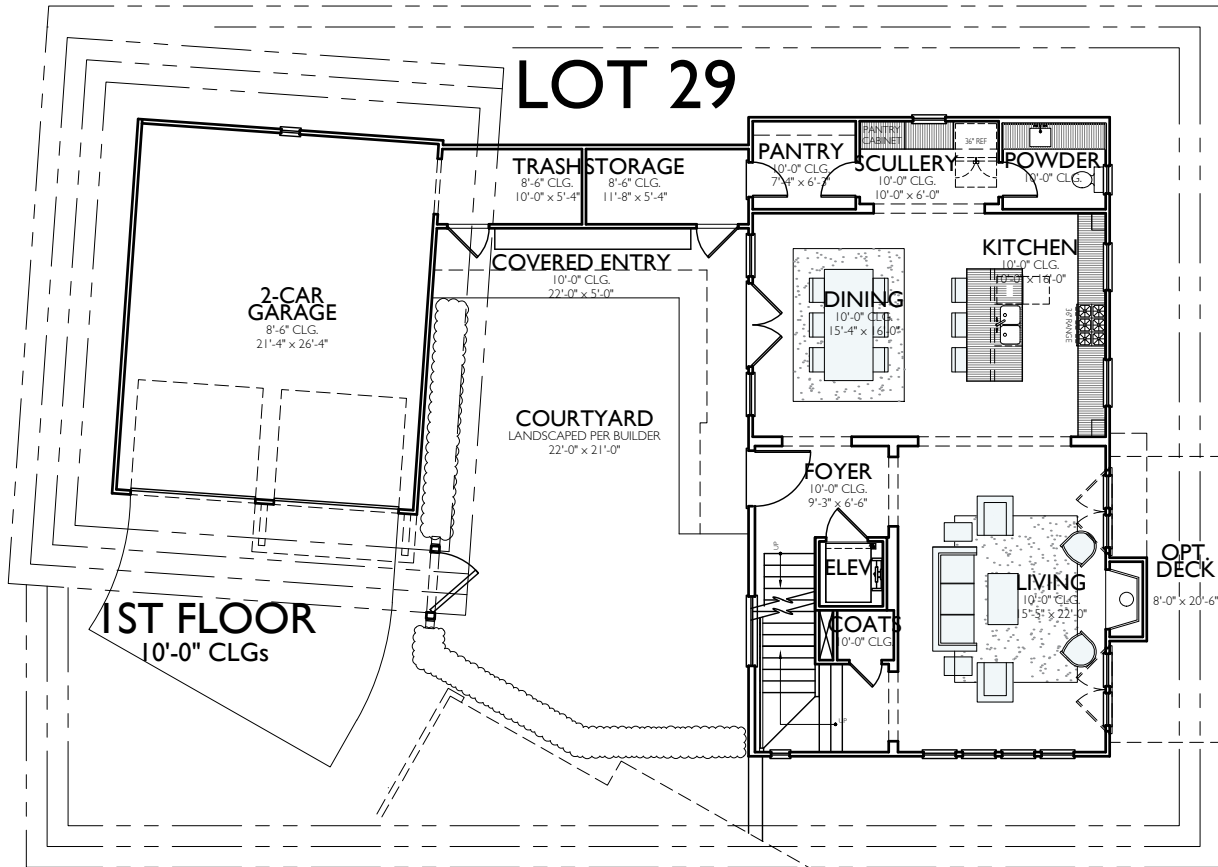 LOT 29
PANTRY
CABINET
36" REF
TRASH
8'-6" CLG.
10'-0" x 5'-4"
STORAGE
8'-6" CLG.
11'-8" x 5'-4"
PANTRY
10'-0" CLG.
7'-4" x 6'-3"
SCULLERY
10'-0" CLG.
10'-0" x 6'-0"
POWDER
10'-0" CLG.
COVERED ENTRY
10'-0" CLG.
22'-0" x 5'-0"
KITCHEN
10'-0" CLG.
10'-0" x 16'-0"
36" RANGE
2-CAR
GARAGE
8'-6" CLG.
21'-4" x 26'-4"
DINING
10'-0" CLG.
15'-4" x 16'-0"
COURTYARD
LANDSCAPED PER BUILDER
22'-0" x 21'-0"
FOYER
10'-0" CLG.
9'-3" x 6'-6"
UP
ELEV.
LIVING
10'-0" CLG.
15'-5" x 22'-0"
OPT.
DECK
8'-0" x 20'-6"
COATS
10'-0" CLG.
UP
1ST FLOOR
10'-0" CLGs